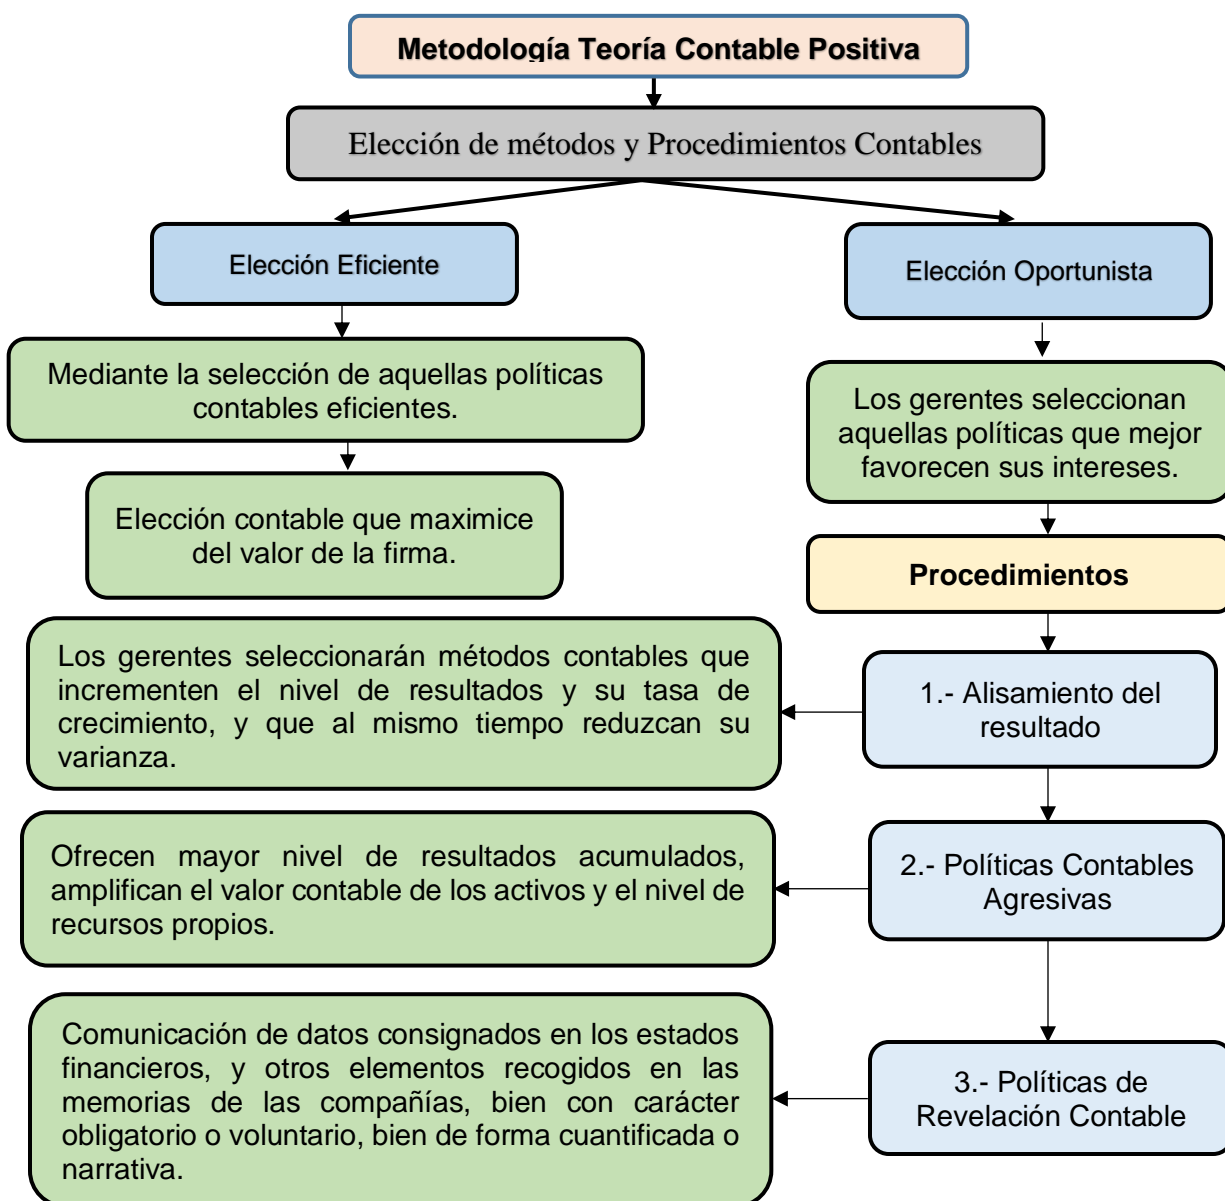 Metodología Teoría Contable Positiva
Elección de métodos y Procedimientos Contables
Elección Eficiente
Elección Oportunista
Mediante la selección de aquellas políticas
contables eficientes.
Los gerentes seleccionan
aquellas políticas que mejor
favorecen sus intereses.
Elección contable que maximice
del valor de la firma.
Procedimientos
Los gerentes seleccionarán métodos contables que
incrementen el nivel de resultados y su tasa de
crecimiento, y que al mismo tiempo reduzcan su
varianza.
1.- Alisamiento del
resultado
Ofrecen mayor nivel de resultados acumulados,
amplifican el valor contable de los activos y el nivel de
recursos propios.
2.- Políticas Contables
Agresivas
Comunicación de datos consignados en los estados
financieros, y otros elementos recogidos en las
memorias de las compañías, bien con carácter
obligatorio o voluntario, bien de forma cuantificada o
narrativa.
3.- Políticas de
Revelación Contable